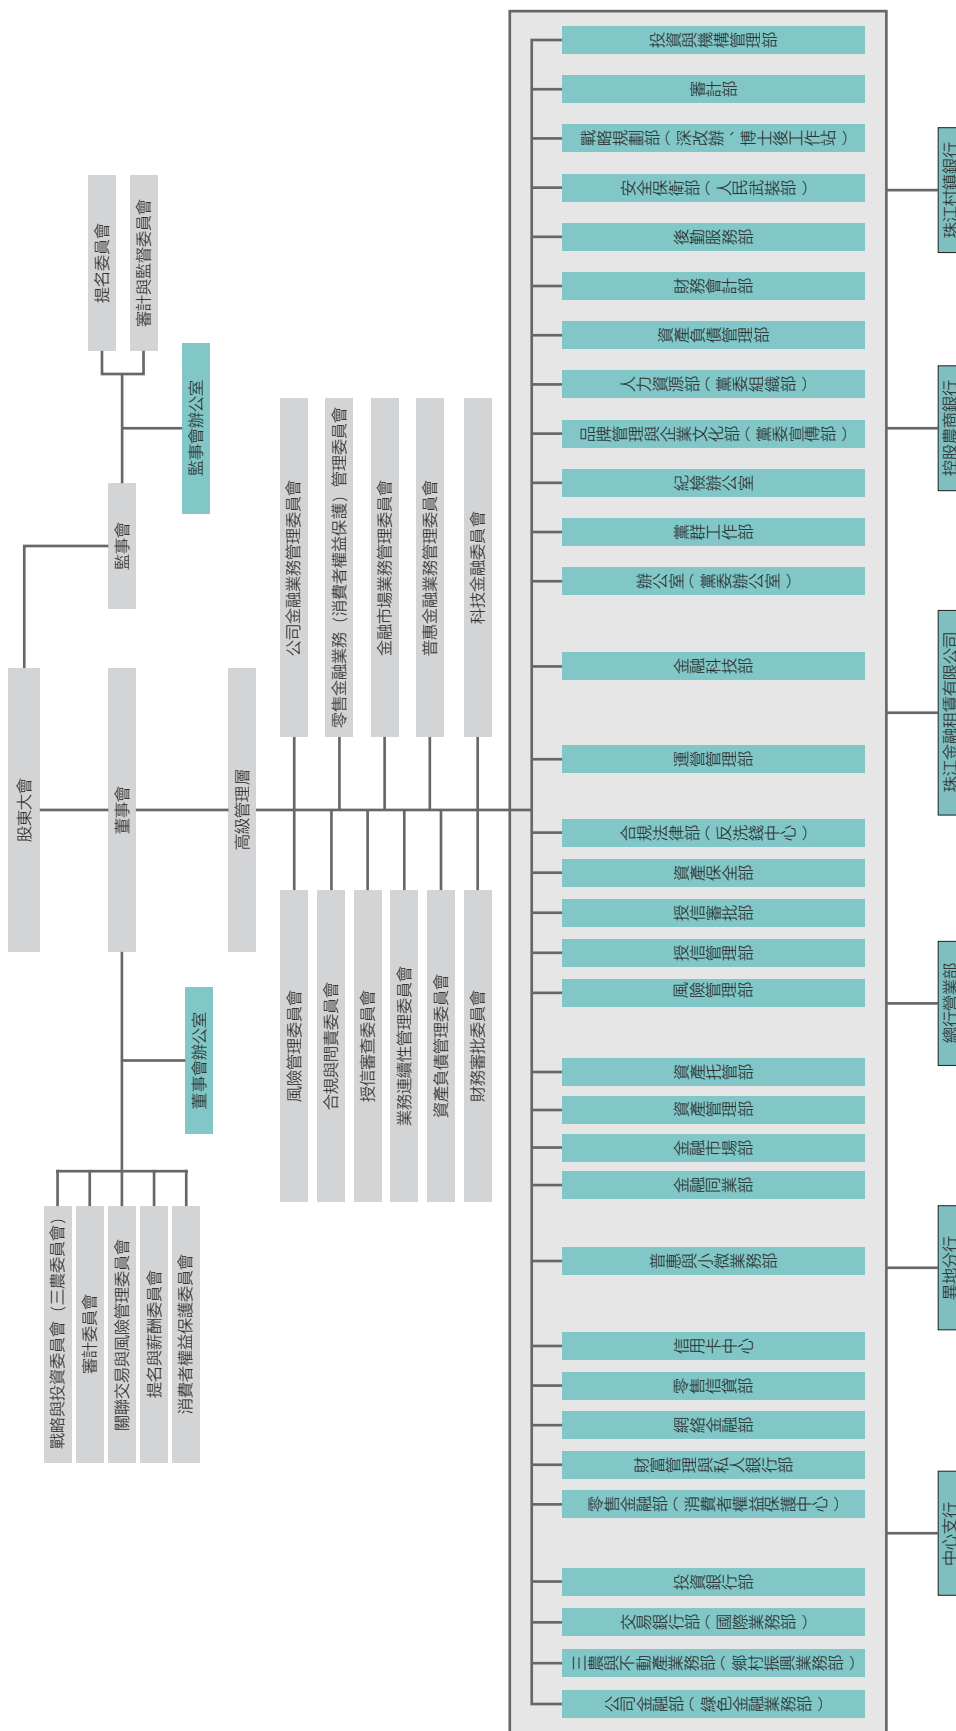 股東大會
監事會
提名委員會
審計與監督委員會
監事會辦公室
董事會
董事會辦公室
戰略與投資委員會（三農委員會）
審計委員會
關聯交易與風險管理委員會
提名與薪酬委員會
消費者權益保護委員會
高級管理層
風險管理委員會
合規與問責委員會
授信審查委員會
業務連續性管理委員會
資產負債管理委員會
財務審批委員會
公司金融業務管理委員會
零售金融業務（消費者權益保護）管理委員會
金融市場業務管理委員會
普惠金融業務管理委員會
科技金融委員會
公司金融部（綠色金融業務部）
三農與不動產業務部（鄉村振興業務部）
交易銀行部（國際業務部）
投資銀行部
零售金融部（消費者權益保護中心）
財富管理與私人銀行部
網絡金融部
零售信貸部
信用卡中心
普惠與小微業務部
金融同業部
金融市場部
資產管理部
資產托管部
風險管理部
授信管理部
授信審批部
資產保全部
合規法律部（反洗錢中心）
運營管理部
金融科技部
辦公室（黨委辦公室）
黨群工作部
紀檢辦公室
品牌管理與企業文化部（黨委宣傳部）
人力資源部（黨委組織部）
資產負債管理部
財務會計部
後勤服務部
安全保衛部（人民武裝部）
戰略規劃部（深改辦、博士後工作站）
審計部
投資與機構管理部
中心支行
異地分行
總行營業部
珠江金融租賃有限公司
控股農商銀行
珠江村鎮銀行